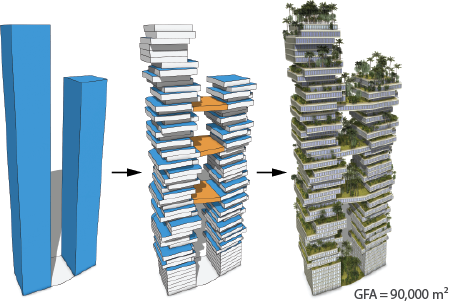 GFA = 90,000 m²